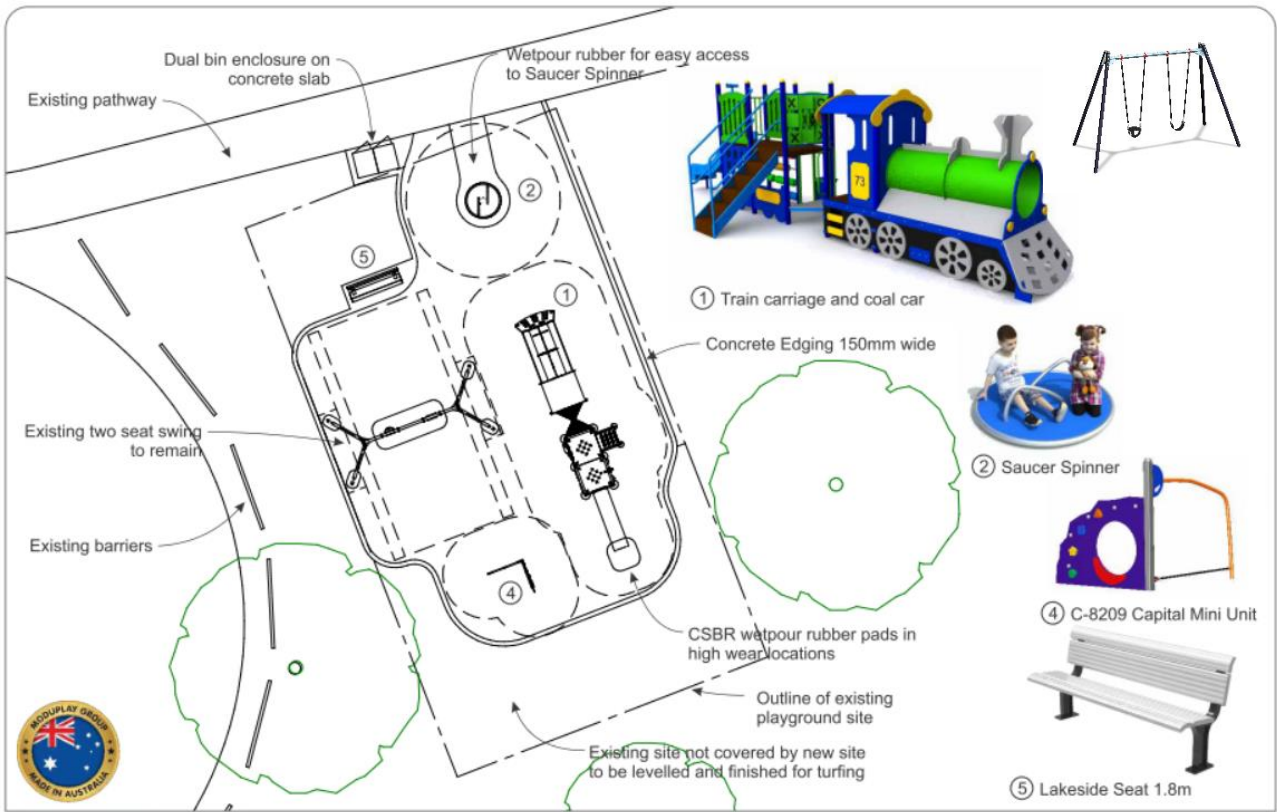 Dual bin enclosure on
concrete slab
Existing pathway
Wetpour rubber for easy access
to Saucer Spinner
2
5
1
73
1 Train carriage and coal car
Concrete Edging 150mm wide
Existing two seat swing
to remain
2 Saucer Spinner
Existing barriers
4
4 C-8209 Capital Mini Unit
CSBR wetpour rubber pads in
high wear locations
Outline of existing
playground site
Existing site not covered by new site
to be levelled and finished for turfing
5 Lakeside Seat 1.8m
MODUPLAY GROUP
MADE IN AUSTRALIA